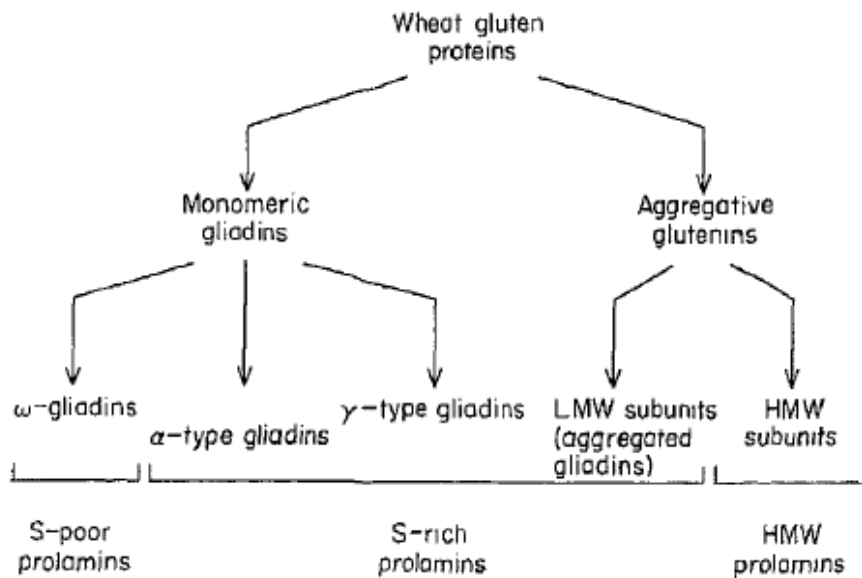 Wheat gluten
proteins
Monomeric
gliadins
Aggregative
glutenins
ω-gliadins
α-type gliadins
γ-type gliadins
LMW subunits
(aggregated
gliadins)
HMW
subunits
S-poor
prolamins
S-rich
prolamins
HMW
prolamins